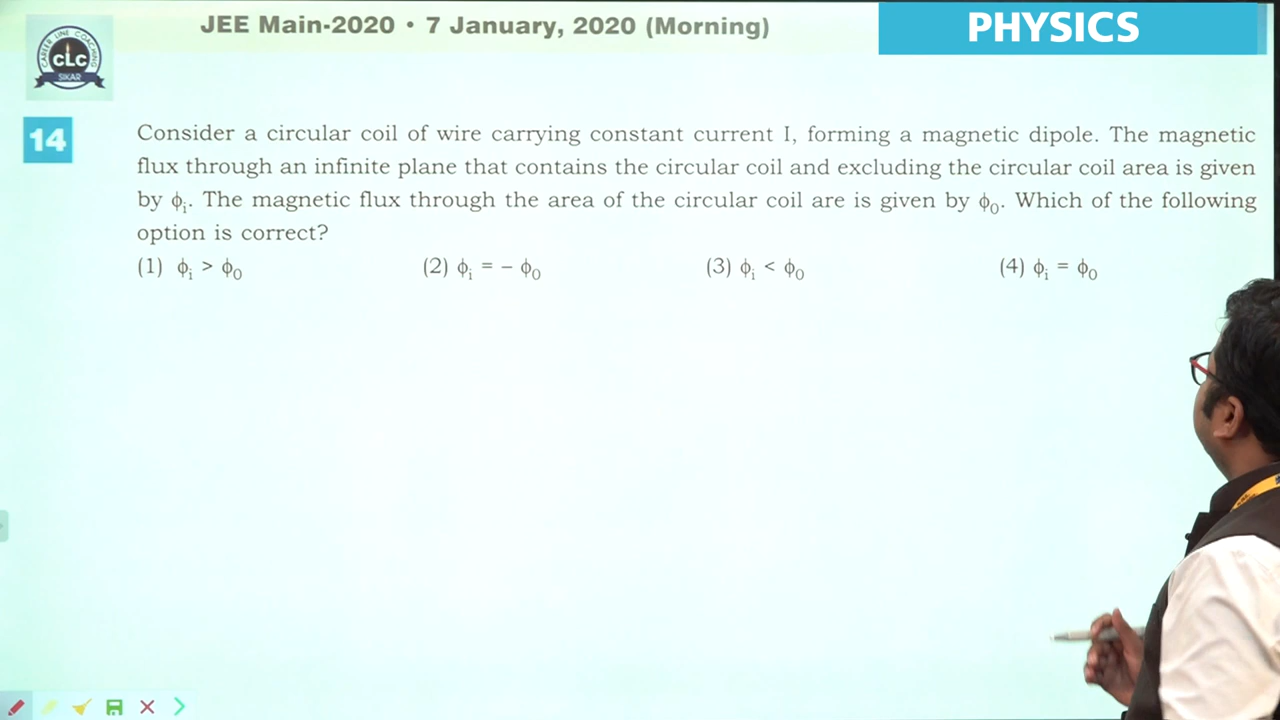 JEE Main-2020 • 7 January, 2020 (Morning)
PHYSICS
CAREER LINE COACHING
CLC
SIKAR
14
Consider a circular coil of wire carrying constant current I, forming a magnetic dipole. The magnetic
flux through an infinite plane that contains the circular coil and excluding the circular coil area is given
by ϕᵢ. The magnetic flux through the area of the circular coil are is given by ϕ₀. Which of the following
option is correct?
(1) ϕᵢ > ϕ₀ (2) ϕᵢ = – ϕ₀ (3) ϕᵢ < ϕ₀ (4) ϕᵢ = ϕ₀